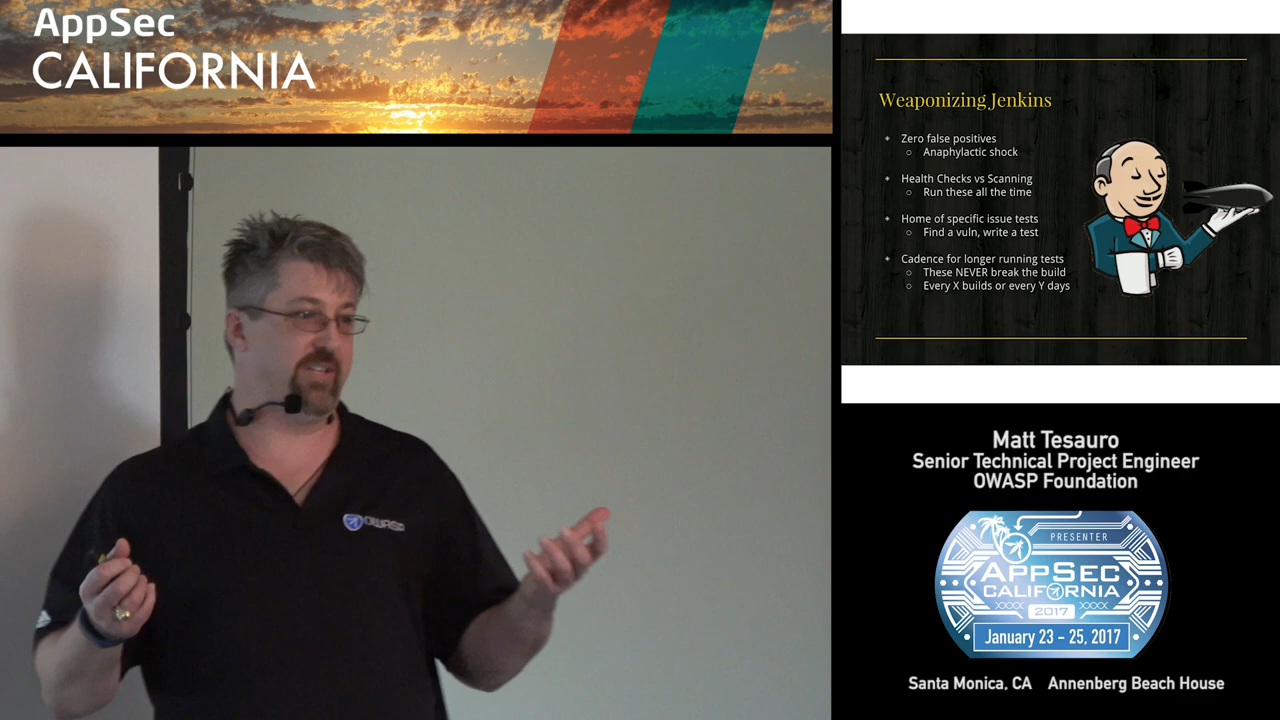 AppSec
CALIFORNIA
Weaponizing Jenkins
Zero false positives
Anaphylactic shock
Health Checks vs Scanning
Run these all the time
Home of specific issue tests
Find a vuln, write a test
Cadence for longer running tests
These NEVER break the build
Every X builds or every Y days
OWASP
Matt Tesauro
Senior Technical Project Engineer
OWASP Foundation
PRESENTER
APPSEC
CALIFORNIA
XXXX 2017 XXXX
January 23 - 25, 2017
Santa Monica, CA Annenberg Beach House